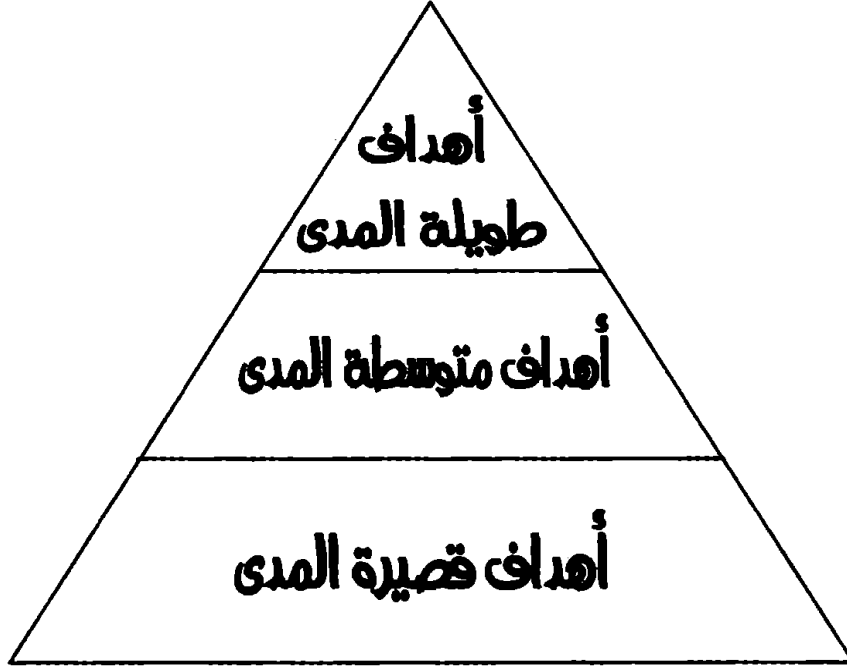 أهداف
طويلة المدى
أهداف متوسطة المدى
أهداف قصيرة المدى